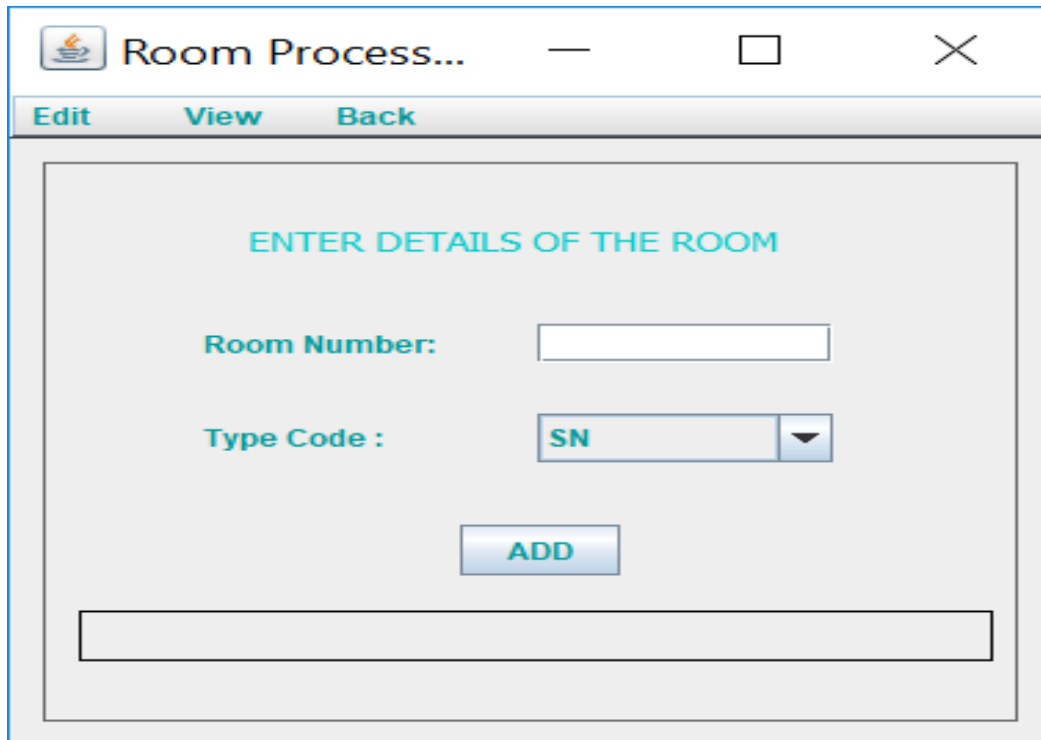 Room Process...
Edit View Back
ENTER DETAILS OF THE ROOM
Room Number:
Type Code : SN
ADD